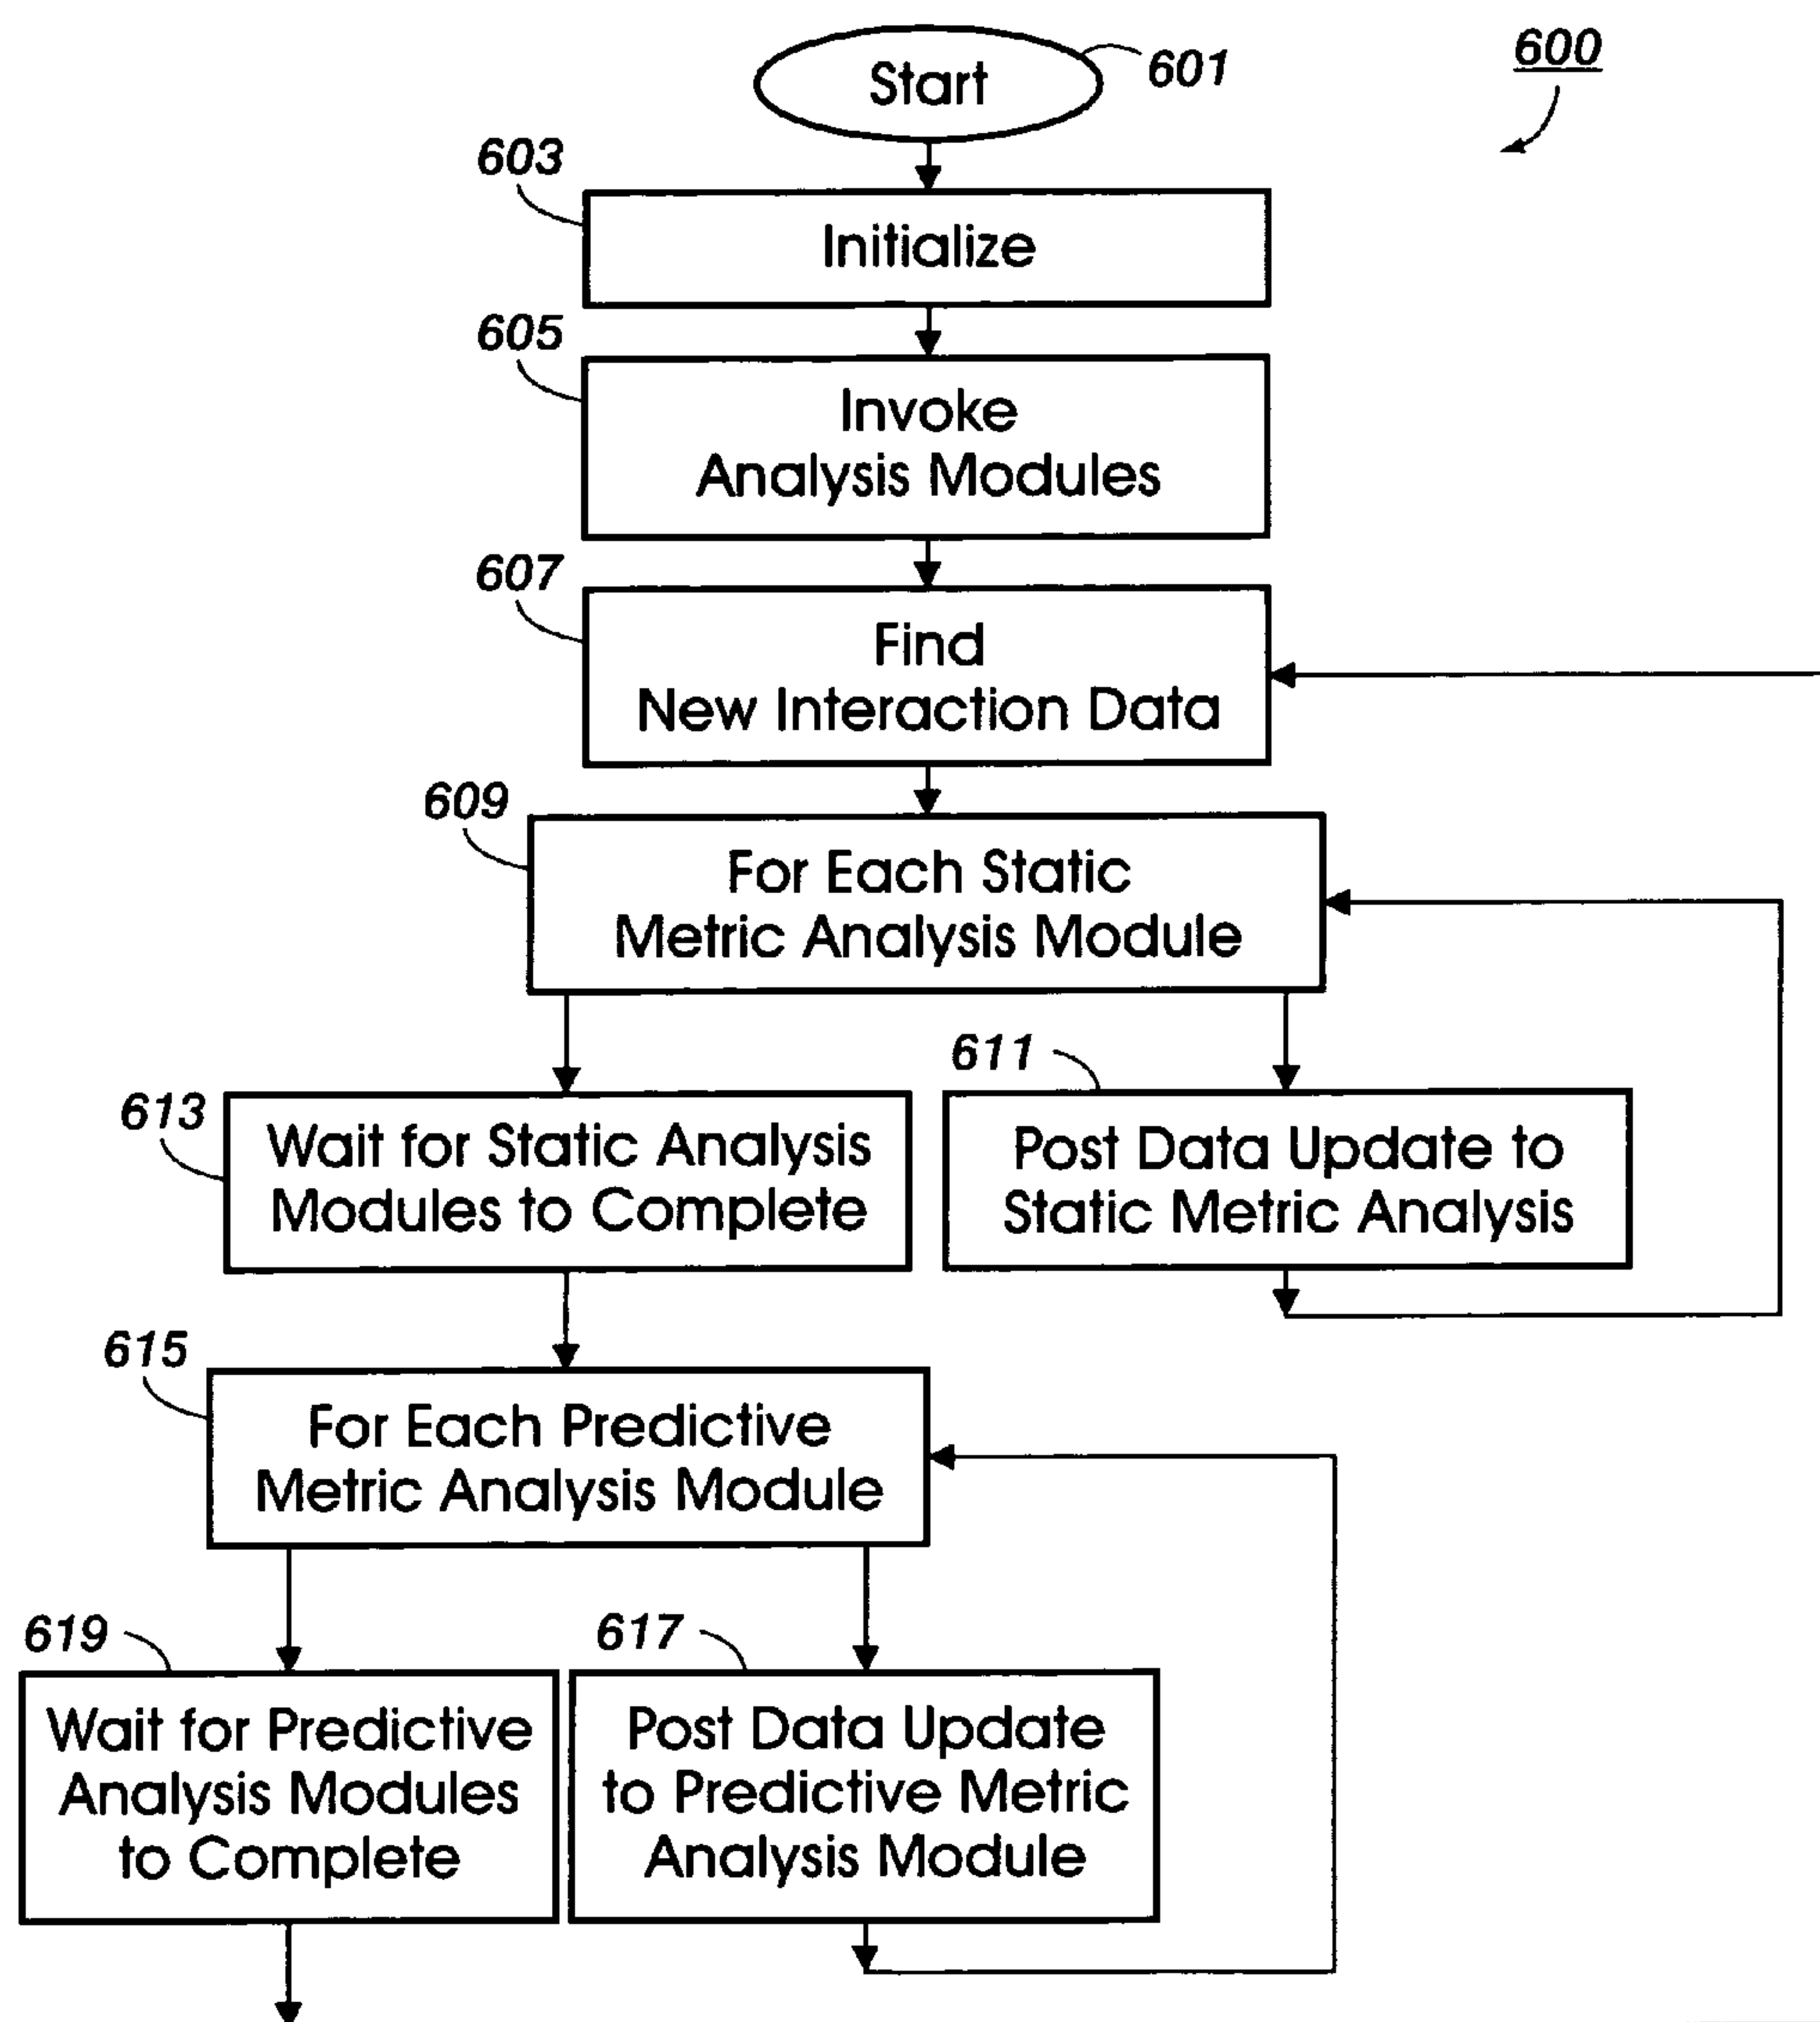 Start
601
600
603
Initialize
605
Invoke
Analysis Modules
607
Find
New Interaction Data
609
For Each Static
Metric Analysis Module
611
613
Wait for Static Analysis
Modules to Complete
Post Data Update to
Static Metric Analysis
615
For Each Predictive
Metric Analysis Module
619
617
Wait for Predictive
Analysis Modules
to Complete
Post Data Update
to Predictive Metric
Analysis Module